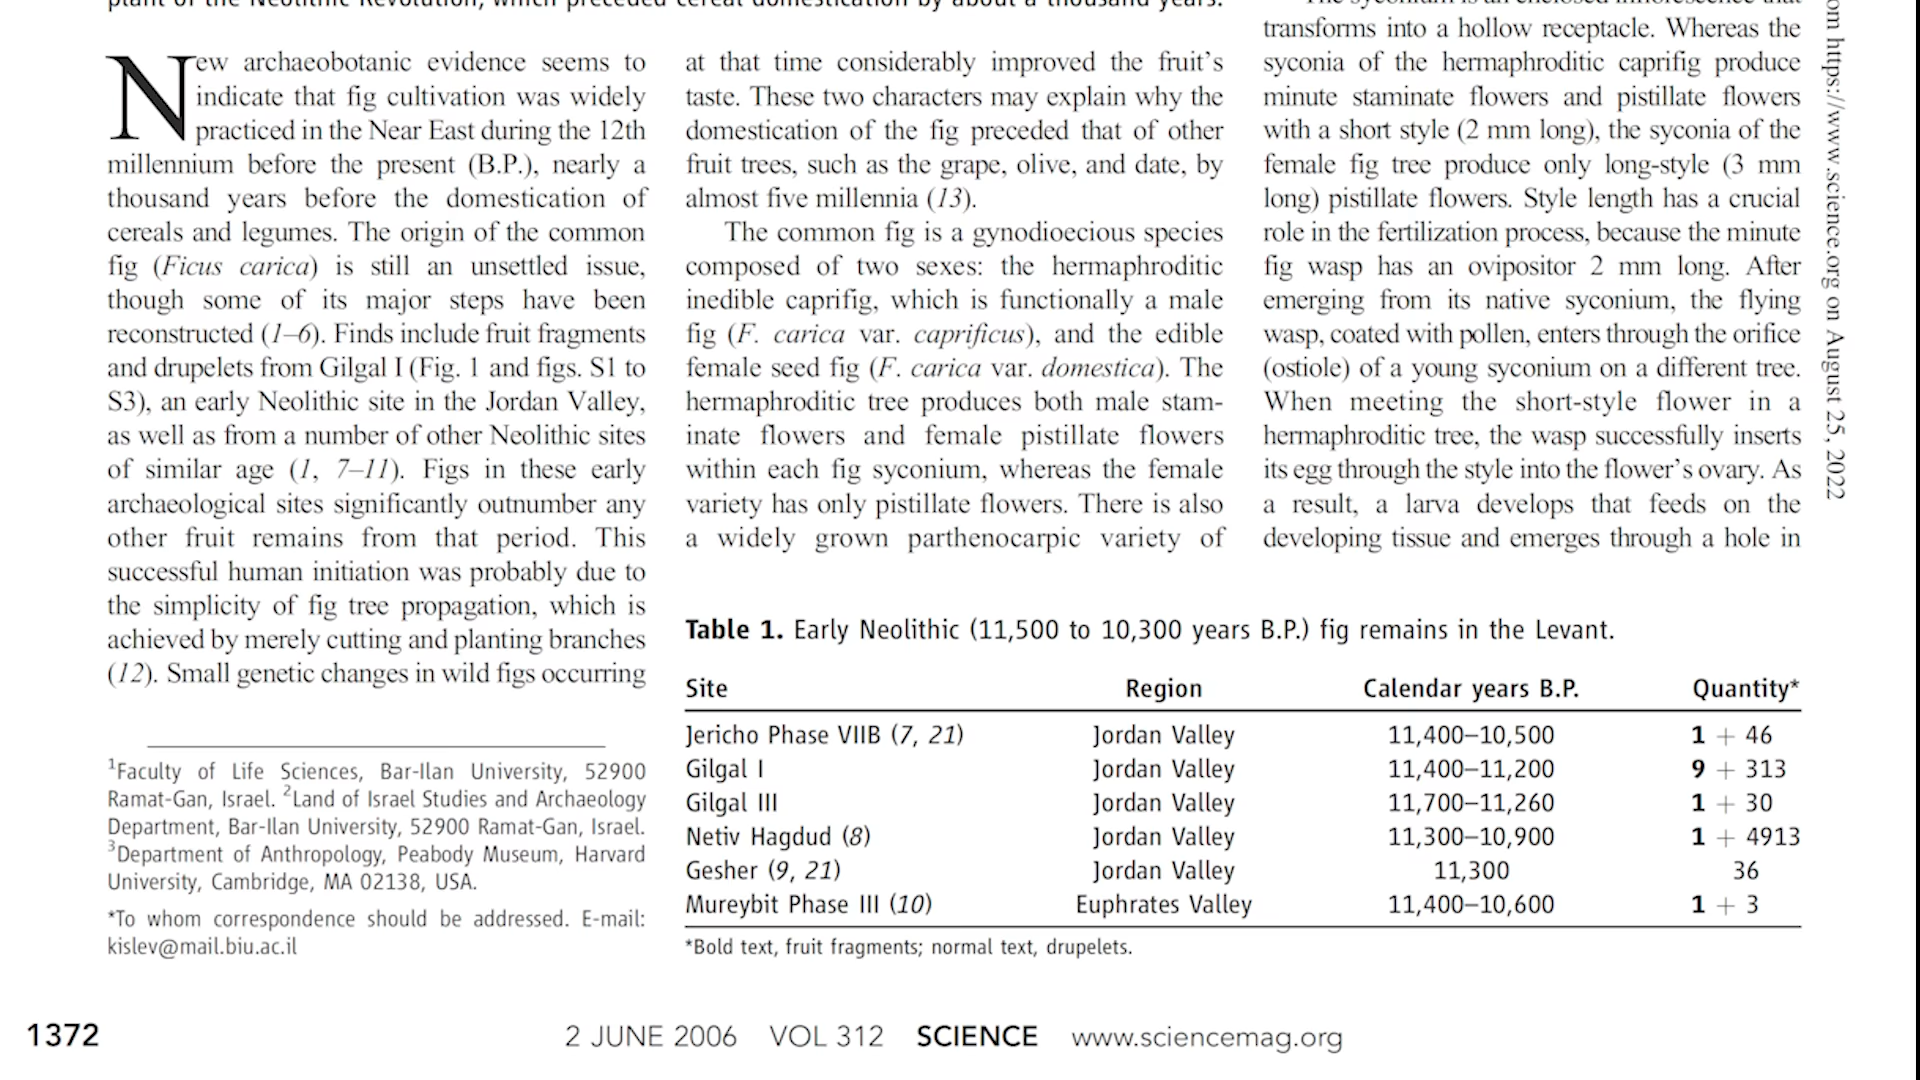 plant of the Neolithic Revolution, which preceded cereal domestication by about a thousand years.
New archaeobotanic evidence seems to
indicate that fig cultivation was widely
practiced in the Near East during the 12th
millennium before the present (B.P.), nearly a
thousand years before the domestication of
cereals and legumes. The origin of the common
fig (Ficus carica) is still an unsettled issue,
though some of its major steps have been
reconstructed (1–6). Finds include fruit fragments
and drupelets from Gilgal I (Fig. 1 and figs. S1 to
S3), an early Neolithic site in the Jordan Valley,
as well as from a number of other Neolithic sites
of similar age (1, 7–11). Figs in these early
archaeological sites significantly outnumber any
other fruit remains from that period. This
successful human initiation was probably due to
the simplicity of fig tree propagation, which is
achieved by merely cutting and planting branches
(12). Small genetic changes in wild figs occurring
1Faculty of Life Sciences, Bar-Ilan University, 52900
Ramat-Gan, Israel. 2Land of Israel Studies and Archaeology
Department, Bar-Ilan University, 52900 Ramat-Gan, Israel.
3Department of Anthropology, Peabody Museum, Harvard
University, Cambridge, MA 02138, USA.
*To whom correspondence should be addressed. E-mail:
kislev@mail.biu.ac.il
at that time considerably improved the fruit's
taste. These two characters may explain why the
domestication of the fig preceded that of other
fruit trees, such as the grape, olive, and date, by
almost five millennia (13).
The common fig is a gynodioecious species
composed of two sexes: the hermaphroditic
inedible caprifig, which is functionally a male
fig (F. carica var. caprificus), and the edible
female seed fig (F. carica var. domestica). The
hermaphroditic tree produces both male stam-
inate flowers and female pistillate flowers
within each fig syconium, whereas the female
variety has only pistillate flowers. There is also
a widely grown parthenocarpic variety of
The syconium is an enclosed inflorescence that
transforms into a hollow receptacle. Whereas the
syconia of the hermaphroditic caprifig produce
minute staminate flowers and pistillate flowers
with a short style (2 mm long), the syconia of the
female fig tree produce only long-style (3 mm
long) pistillate flowers. Style length has a crucial
role in the fertilization process, because the minute
fig wasp has an ovipositor 2 mm long. After
emerging from its native syconium, the flying
wasp, coated with pollen, enters through the orifice
(ostiole) of a young syconium on a different tree.
When meeting the short-style flower in a
hermaphroditic tree, the wasp successfully inserts
its egg through the style into the flower's ovary. As
a result, a larva develops that feeds on the
developing tissue and emerges through a hole in
Table 1. Early Neolithic (11,500 to 10,300 years B.P.) fig remains in the Levant.
Site Region Calendar years B.P. Quantity*
Jericho Phase VIIB (7, 21) Jordan Valley 11,400–10,500 1 + 46
Gilgal I Jordan Valley 11,400–11,200 9 + 313
Gilgal III Jordan Valley 11,700–11,260 1 + 30
Netiv Hagdud (8) Jordan Valley 11,300–10,900 1 + 4913
Gesher (9, 21) Jordan Valley 11,300 36
Mureybit Phase III (10) Euphrates Valley 11,400–10,600 1 + 3
*Bold text, fruit fragments; normal text, drupelets.
om https://www.science.org on August 25, 2022
1372 2 JUNE 2006 VOL 312 SCIENCE www.sciencemag.org